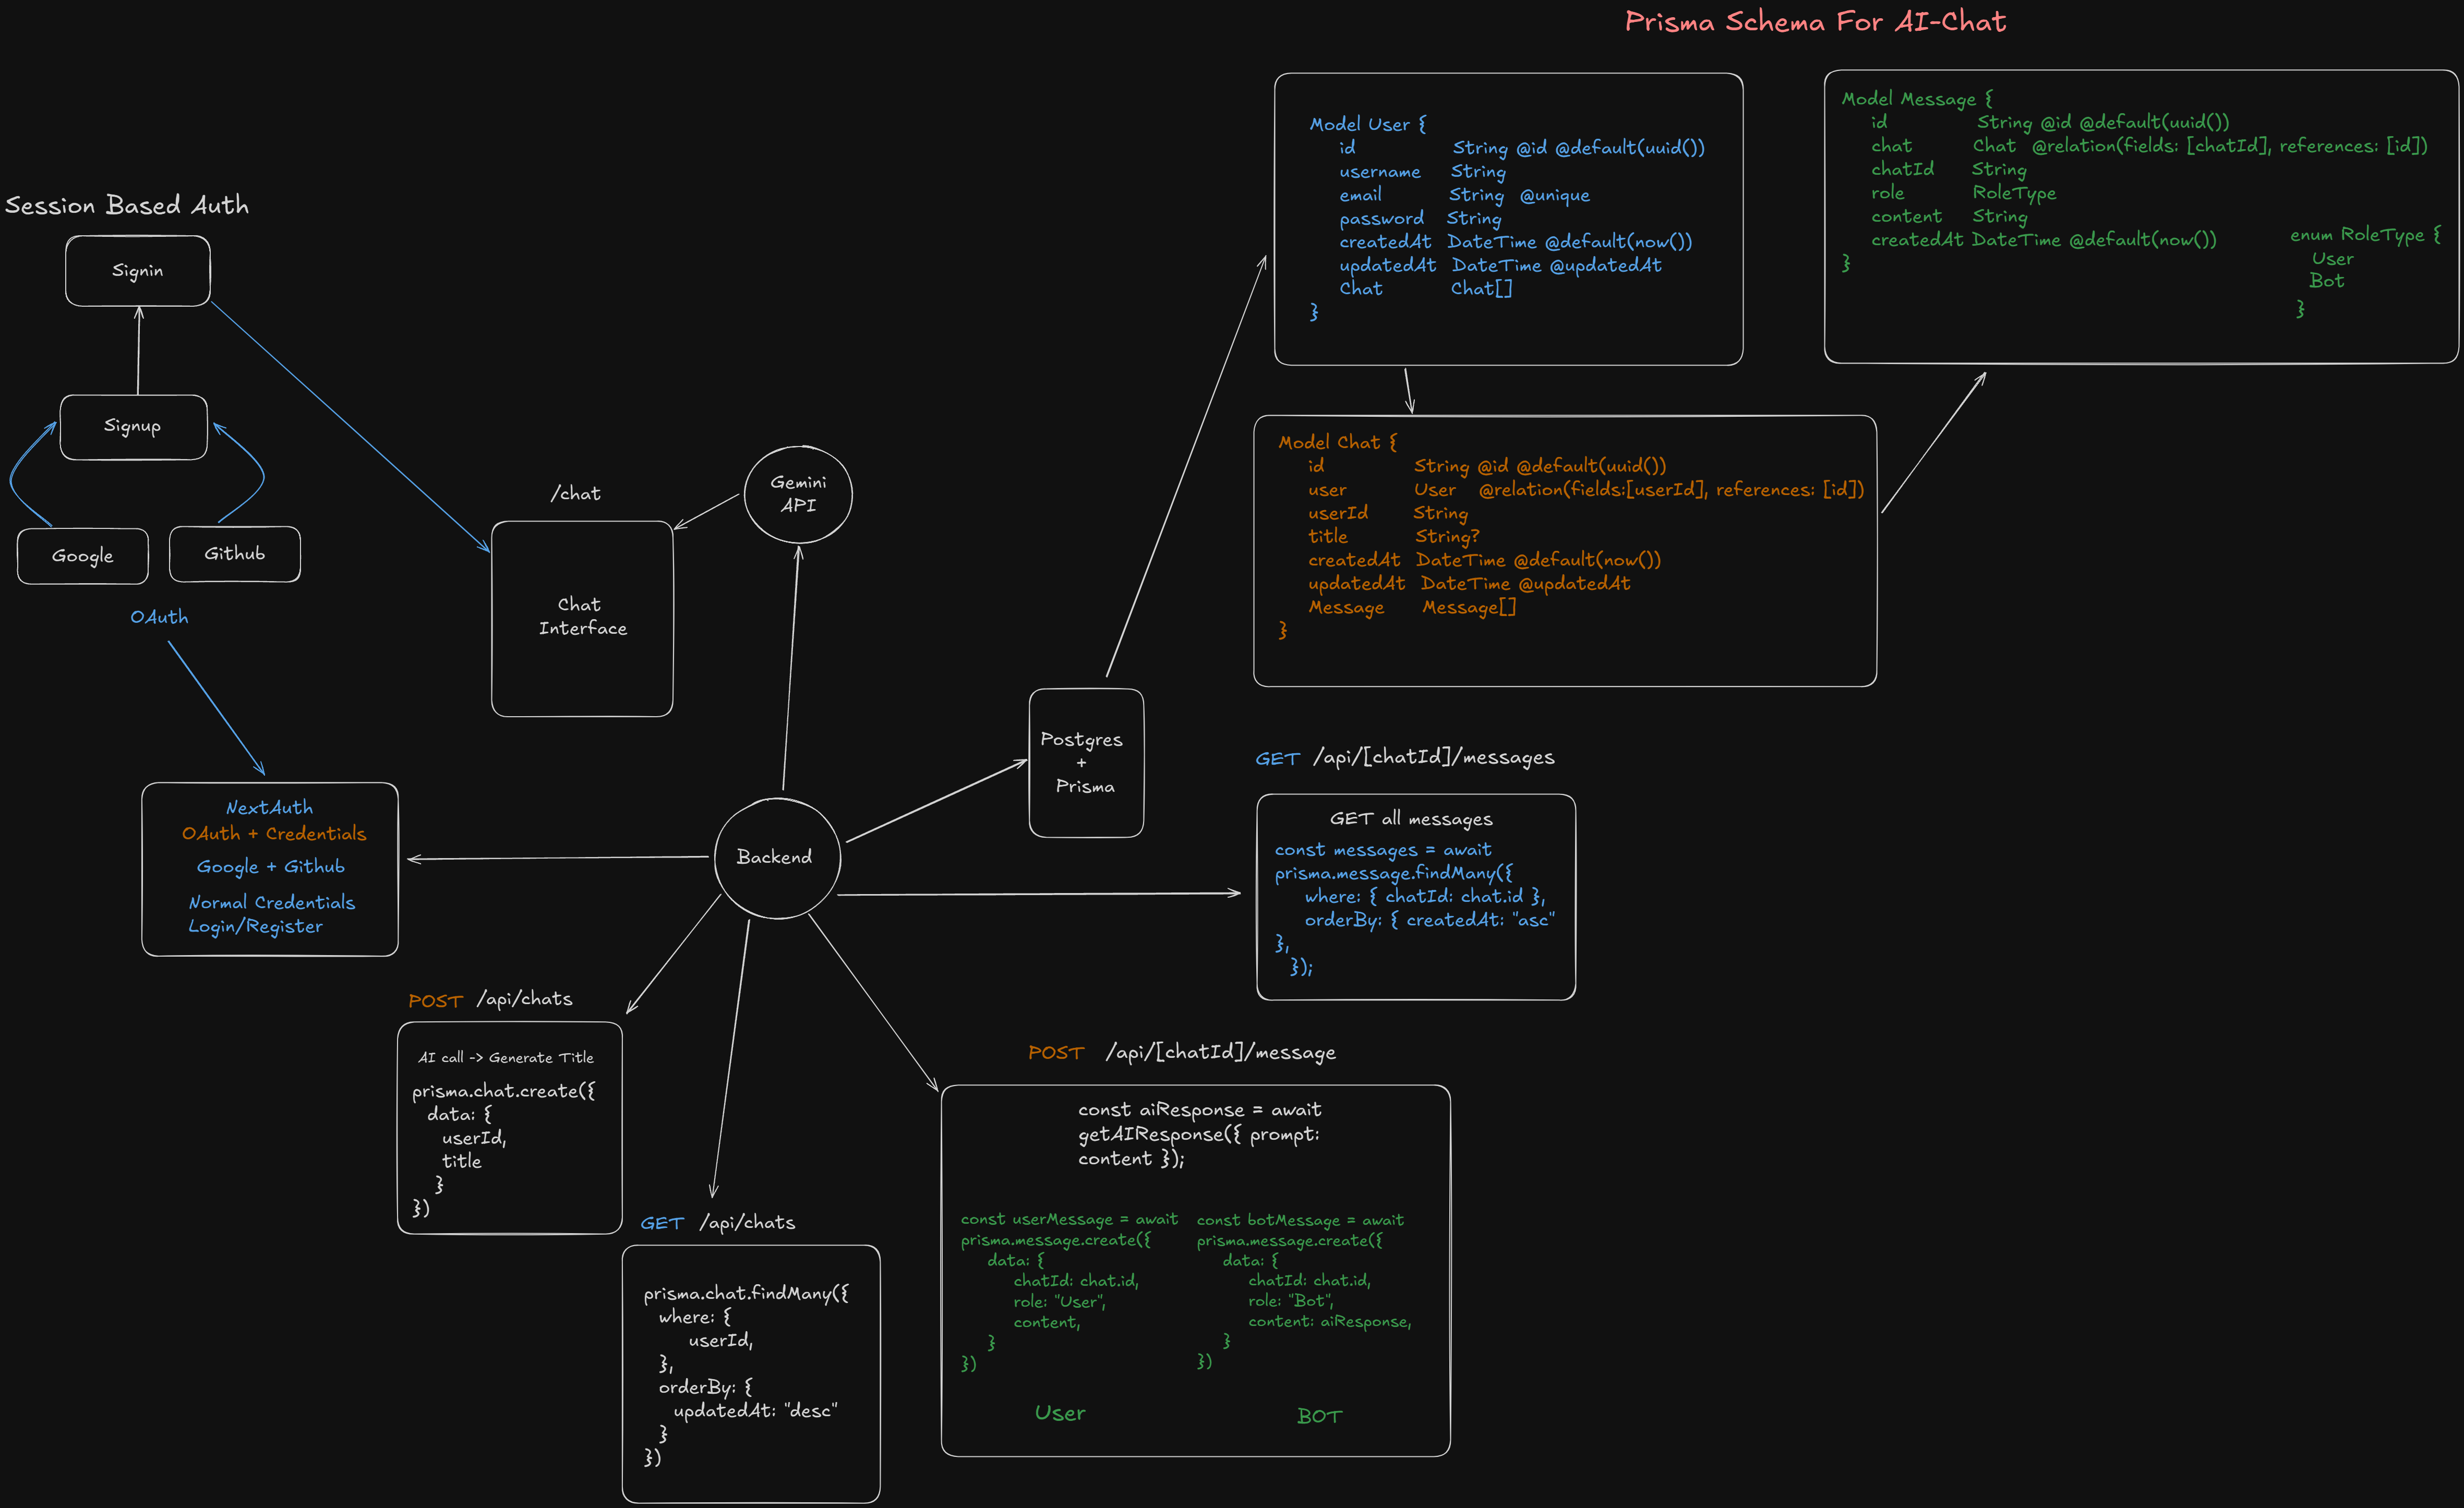 Prisma Schema For AI-Chat
Session Based Auth
Signin
Signup
Google
Github
OAuth
NextAuth
OAuth + Credentials
Google + Github
Normal Credentials
Login/Register
/chat
Chat
Interface
Gemini
API
Backend
Postgres
+
Prisma
Model User {
id String @id @default(uuid())
username String
email String @unique
password String
createdAt DateTime @default(now())
updatedAt DateTime @updatedAt
Chat Chat[]
}
Model Message {
id String @id @default(uuid())
chat Chat @relation(fields: [chatId], references: [id])
chatId String
role RoleType
content String
createdAt DateTime @default(now())
}
enum RoleType {
User
Bot
}
Model Chat {
id String @id @default(uuid())
user User @relation(fields:[userId], references: [id])
userId String
title String?
createdAt DateTime @default(now())
updatedAt DateTime @updatedAt
Message Message[]
}
GET /api/[chatId]/messages
GET all messages
const messages = await
prisma.message.findMany({
where: { chatId: chat.id },
orderBy: { createdAt: "asc"
},
});
POST /api/chats
AI call -> Generate Title
prisma.chat.create({
data: {
userId,
title
}
})
GET /api/chats
prisma.chat.findMany({
where: {
userId,
},
orderBy: {
updatedAt: "desc"
}
})
POST /api/[chatId]/message
const aiResponse = await
getAIResponse({ prompt:
content });
const userMessage = await
prisma.message.create({
data: {
chatId: chat.id,
role: "User",
content,
}
})
User
const botMessage = await
prisma.message.create({
data: {
chatId: chat.id,
role: "Bot",
content: aiResponse,
}
})
BOT